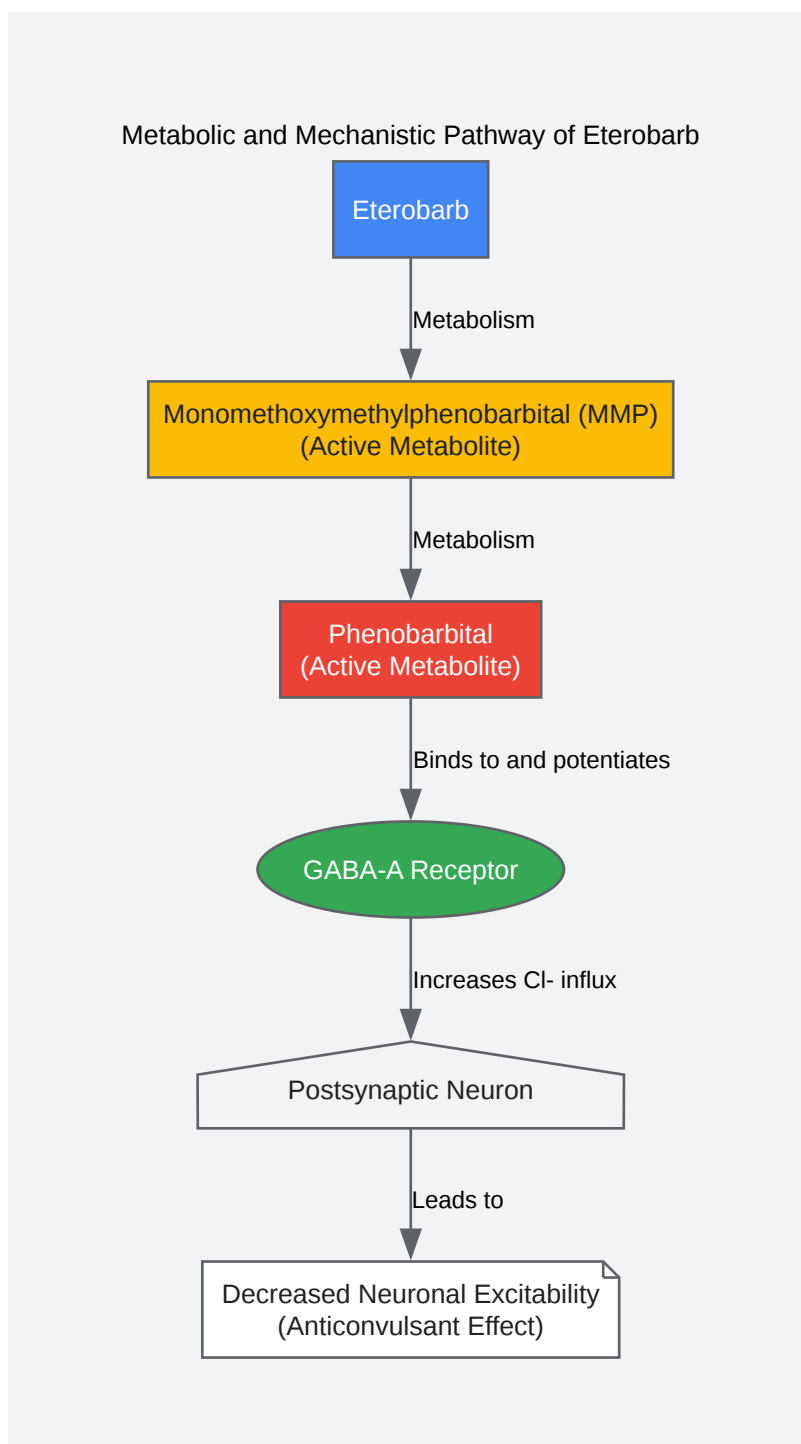 Metabolic and Mechanistic Pathway of Eterobarb
Eterobarb
Metabolism
Monomethoxymethylphenobarbital (MMP)
(Active Metabolite)
Metabolism
Phenobarbital
(Active Metabolite)
Binds to and potentiates
GABA-A Receptor
Increases Cl- influx
Postsynaptic Neuron
Leads to
Decreased Neuronal Excitability
(Anticonvulsant Effect)